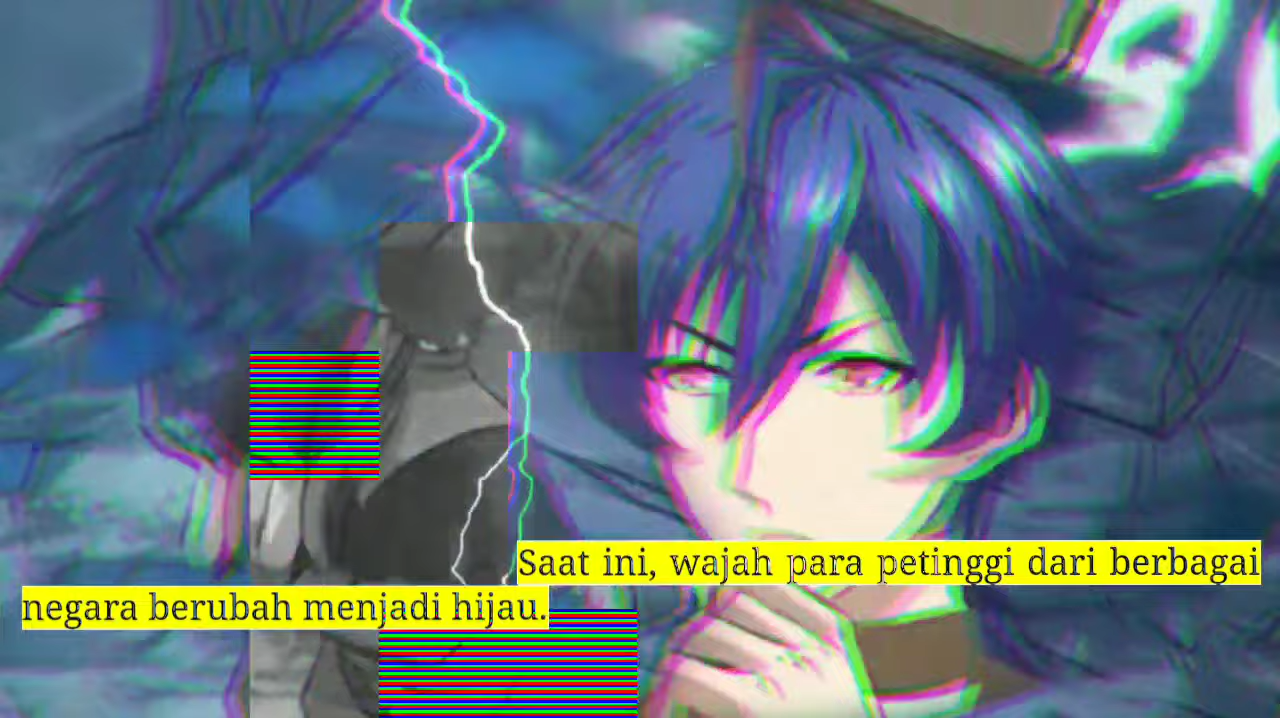 Saat ini, wajah para petinggi dari berbagai
negara berubah menjadi hijau.